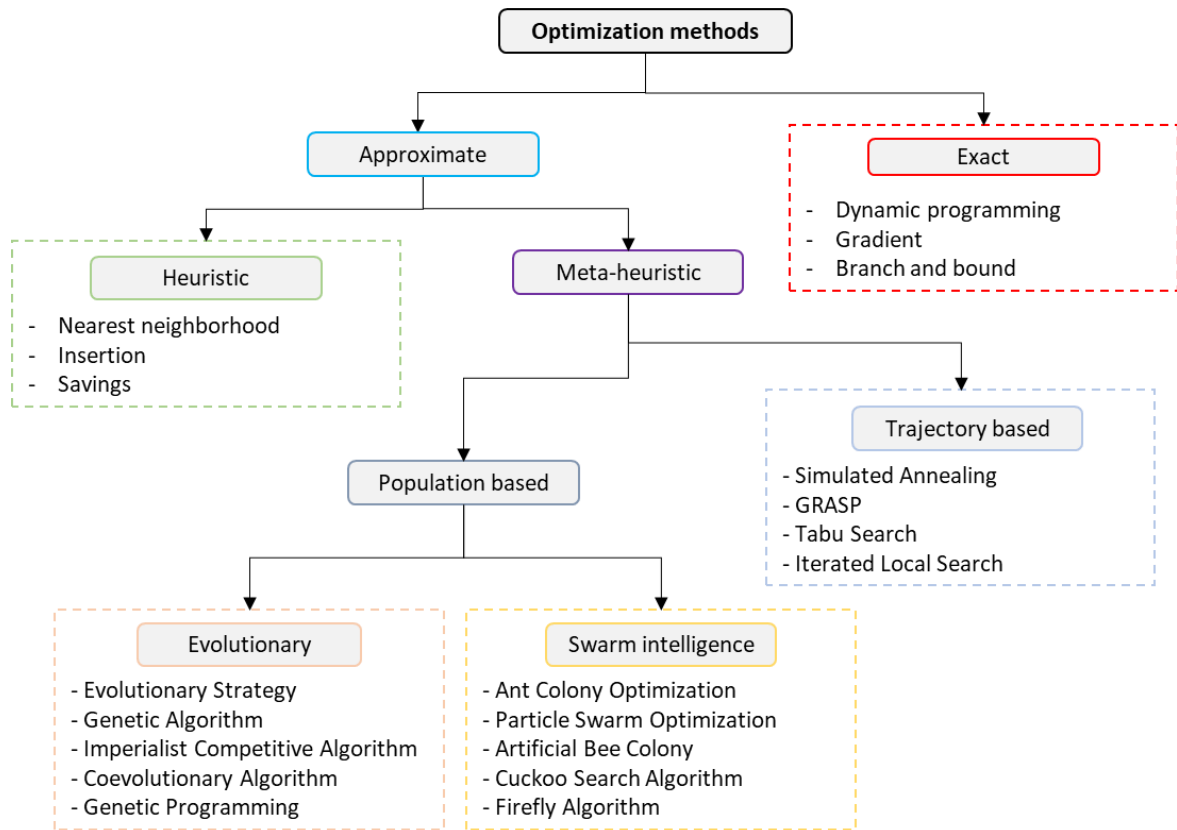 Optimization methods
Approximate
Exact
- Dynamic programming
- Gradient
- Branch and bound
Heuristic
- Nearest neighborhood
- Insertion
- Savings
Meta-heuristic
Trajectory based
- Simulated Annealing
- GRASP
- Tabu Search
- Iterated Local Search
Population based
Evolutionary
- Evolutionary Strategy
- Genetic Algorithm
- Imperialist Competitive Algorithm
- Coevolutionary Algorithm
- Genetic Programming
Swarm intelligence
- Ant Colony Optimization
- Particle Swarm Optimization
- Artificial Bee Colony
- Cuckoo Search Algorithm
- Firefly Algorithm